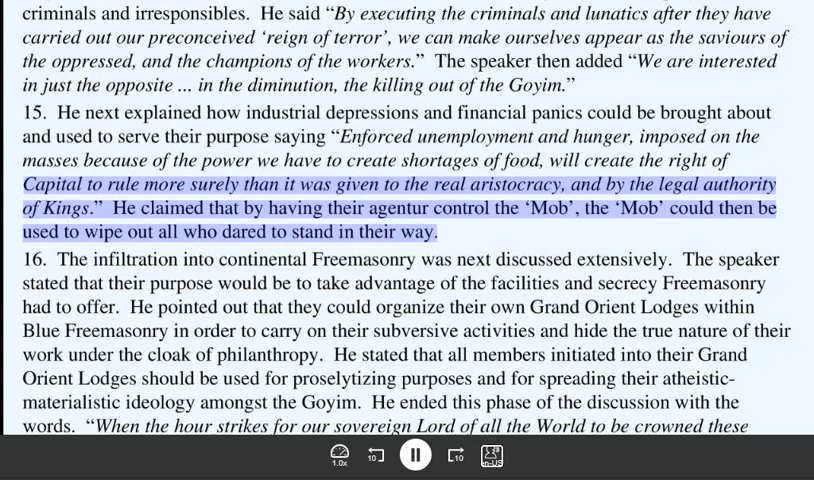 criminals and irresponsibles. He said “By executing the criminals and lunatics after they have
carried out our preconceived ‘reign of terror’, we can make ourselves appear as the saviours of
the oppressed, and the champions of the workers.” The speaker then added “We are interested
in just the opposite ... in the diminution, the killing out of the Goyim.”
15. He next explained how industrial depressions and financial panics could be brought about
and used to serve their purpose saying “Enforced unemployment and hunger, imposed on the
masses because of the power we have to create shortages of food, will create the right of
Capital to rule more surely than it was given to the real aristocracy, and by the legal authority
of Kings.” He claimed that by having their agentur control the ‘Mob’, the ‘Mob’ could then be
used to wipe out all who dared to stand in their way.
16. The infiltration into continental Freemasonry was next discussed extensively. The speaker
stated that their purpose would be to take advantage of the facilities and secrecy Freemasonry
had to offer. He pointed out that they could organize their own Grand Orient Lodges within
Blue Freemasonry in order to carry on their subversive activities and hide the true nature of their
work under the cloak of philanthropy. He stated that all members initiated into their Grand
Orient Lodges should be used for proselytizing purposes and for spreading their atheistic-
materialistic ideology amongst the Goyim. He ended this phase of the discussion with the
words. “When the hour strikes for our sovereign Lord of all the World to be crowned these
1.0x 10 10 en-US